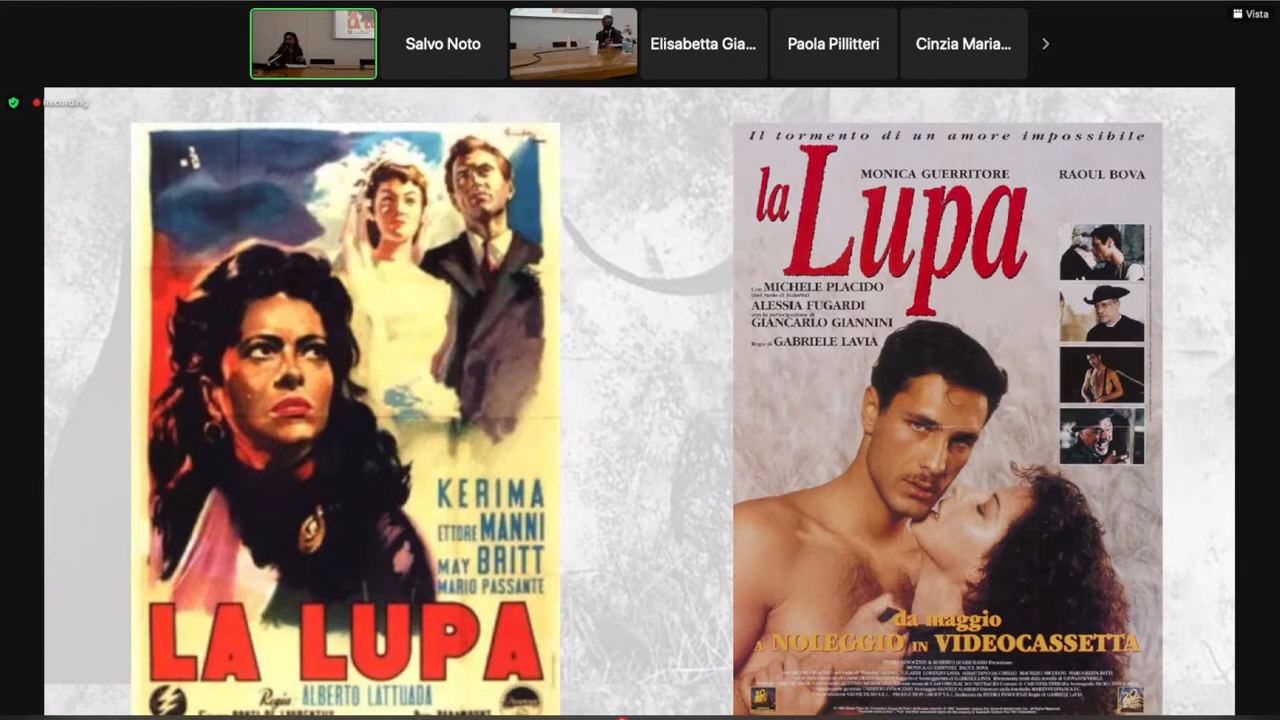 Vista
Salvo Noto
Elisabetta Gia...
Paola Pillitteri
Cinzia Maria...
Recording
KERIMA
ETTORE MANNI
MAY BRITT
MARIO PASSANTE
LA LUPA
Regia ALBERTO LATTUADA
Il tormento di un amore impossibile
MONICA GUERRITORE
RAOUL BOVA
la Lupa
Con MICHELE PLACIDO
ALESSIA FUGARDI
con la partecipazione di
GIANCARLO GIANNINI
Regia di GABRIELE LAVIA
da maggio
A NOLEGGIO IN VIDEOCASSETTA